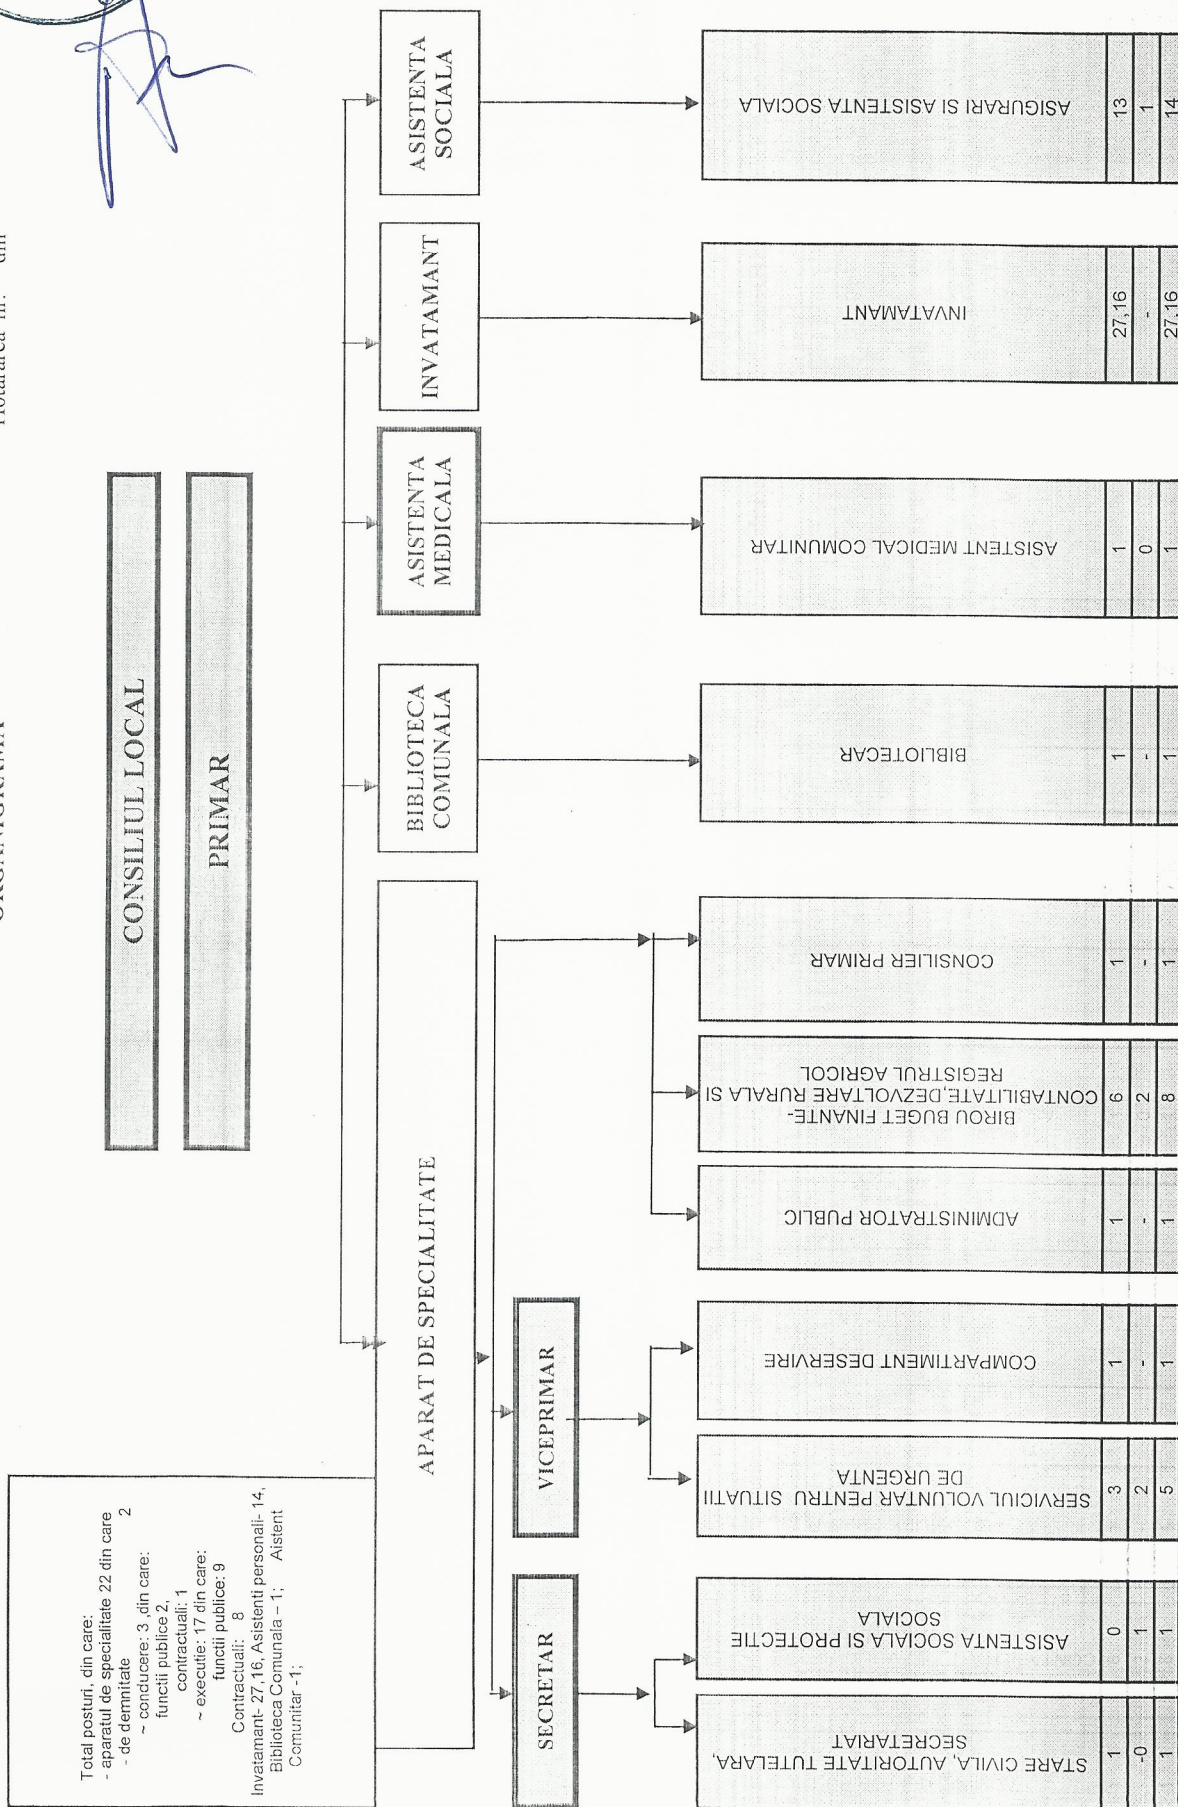 ORGANIGRAMA
Hotararea nr. din
CONSILIUL LOCAL
PRIMAR
Total posturi, din care:
- aparatul de specialitate 22 din care
- de demnitate 2
~ conducere: 3 ,din care:
functii publice 2,
contractuali: 1
~ executie: 17 din care:
functii publice: 9
Contractuali: 8
Invatamant- 27,16, Asistenti personali- 14,
Biblioteca Comunala – 1; Aistent
Comunitar -1;
APARAT DE SPECIALITATE
BIBLIOTECA
COMUNALA
ASISTENTA
MEDICALA
INVATAMANT
ASISTENTA
SOCIALA
SECRETAR
VICEPRIMAR
STARE CIVILA, AUTORITATE TUTELARA,
SECRETARIAT
1
-0
1
ASISTENTA SOCIALA SI PROTECTIE
SOCIALA
0
1
1
SERVICIUL VOLUNTAR PENTRU SITUATII
DE URGENTA
3
2
5
COMPARTIMENT DESERVIRE
1
-
1
ADMINISTRATOR PUBLIC
1
-
1
BIROU BUGET FINANTE-
CONTABILITATE,DEZVOLTARE RURALA SI
REGISTRUL AGRICOL
6
2
8
CONSILIER PRIMAR
1
-
1
BIBLIOTECAR
1
-
1
ASISTENT MEDICAL COMUNITAR
1
0
1
INVATAMANT
27,16
-
27,16
ASIGURARI SI ASISTENTA SOCIALA
13
1
14